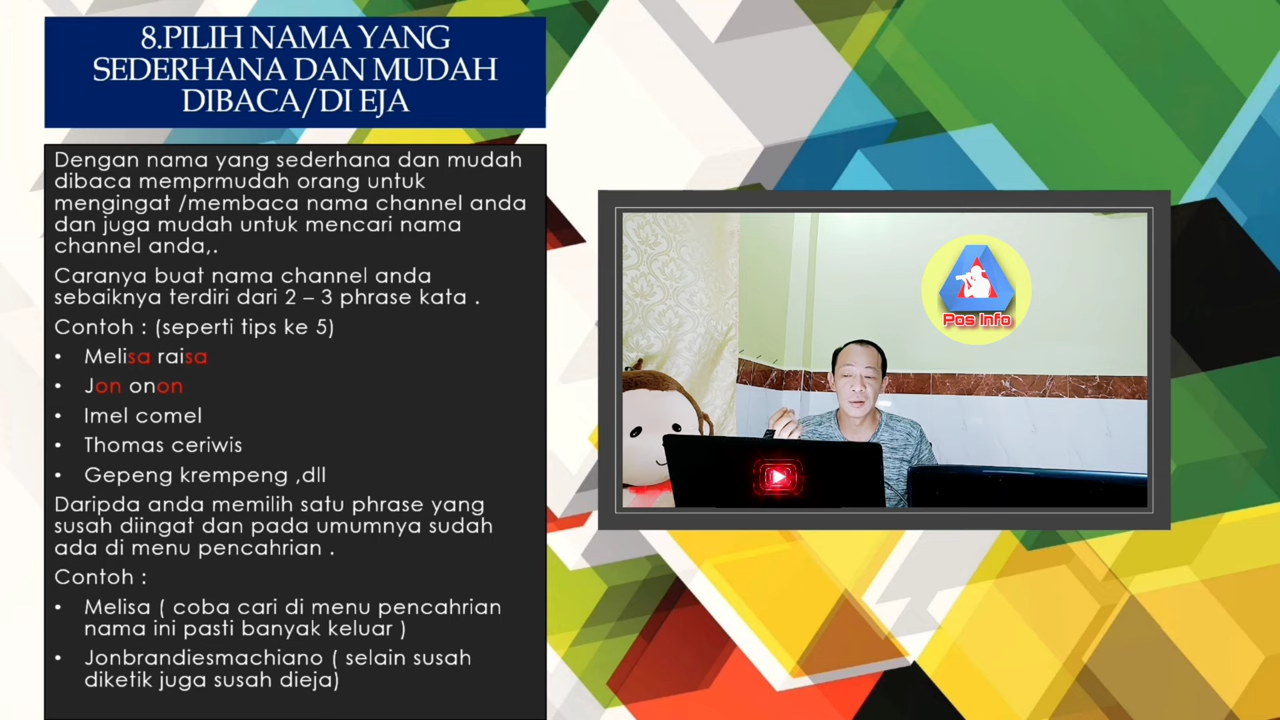 8.PILIH NAMA YANG
SEDERHANA DAN MUDAH
DIBACA/DI EJA
Dengan nama yang sederhana dan mudah
dibaca memprmudah orang untuk
mengingat /membaca nama channel anda
dan juga mudah untuk mencari nama
channel anda,.
Caranya buat nama channel anda
sebaiknya terdiri dari 2 – 3 phrase kata .
Contoh : (seperti tips ke 5)
• Melisa raisa
• Jon onon
• Imel comel
• Thomas ceriwis
• Gepeng krempeng ,dll
Daripda anda memilih satu phrase yang
susah diingat dan pada umumnya sudah
ada di menu pencahrian .
Contoh :
• Melisa ( coba cari di menu pencahrian
nama ini pasti banyak keluar )
• Jonbrandiesmachiano ( selain susah
diketik juga susah dieja)
Pos Info